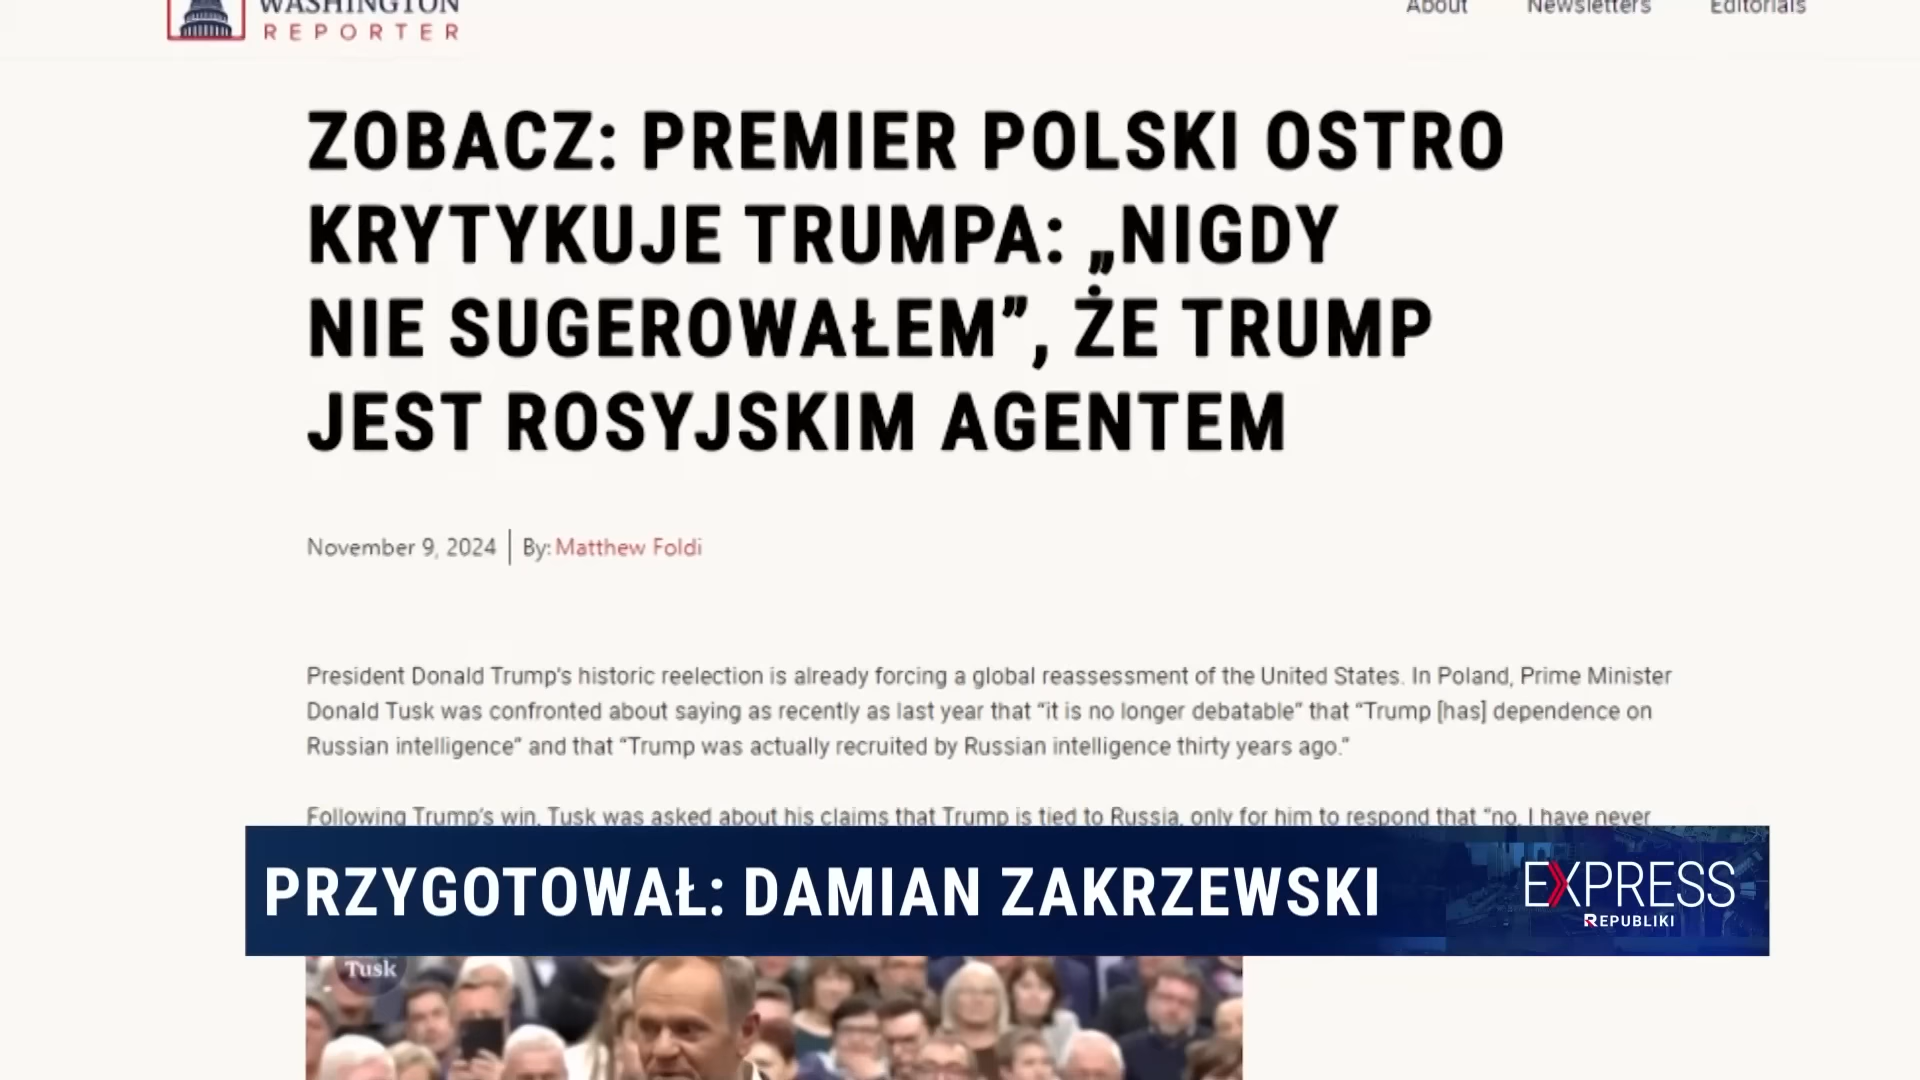 WASHINGTON
REPORTER
About Newsletters Editorials
ZOBACZ: PREMIER POLSKI OSTRO
KRYTYKUJE TRUMPA: „NIGDY
NIE SUGEROWAŁEM”, ŻE TRUMP
JEST ROSYJSKIM AGENTEM
November 9, 2024 | By: Matthew Foldi
President Donald Trump’s historic reelection is already forcing a global reassessment of the United States. In Poland, Prime Minister
Donald Tusk was confronted about saying as recently as last year that “it is no longer debatable” that “Trump [has] dependence on
Russian intelligence” and that “Trump was actually recruited by Russian intelligence thirty years ago.”
Following Trump’s win, Tusk was asked about his claims that Trump is tied to Russia, only for him to respond that “no, I have never
PRZYGOTOWAŁ: DAMIAN ZAKRZEWSKI
EXPRESS
REPUBLIKI
Tusk